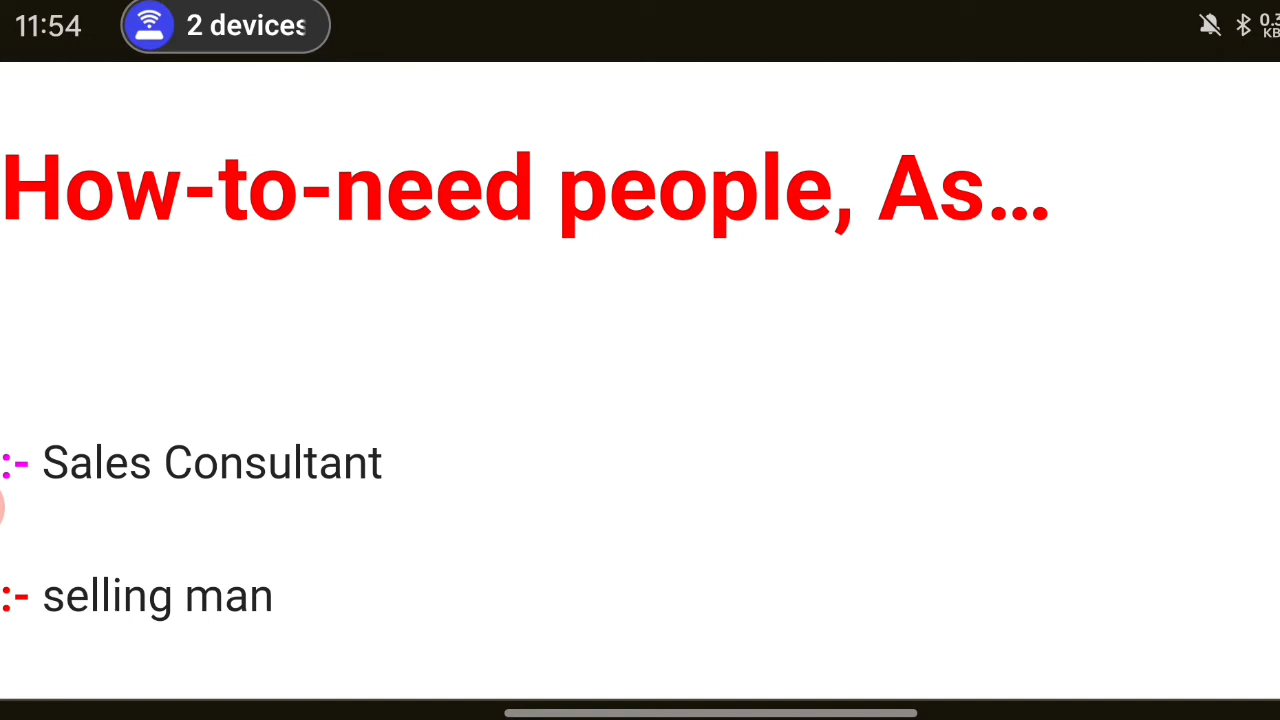 11:54
2 devices
How-to-need people, As...
:- Sales Consultant
:- selling man